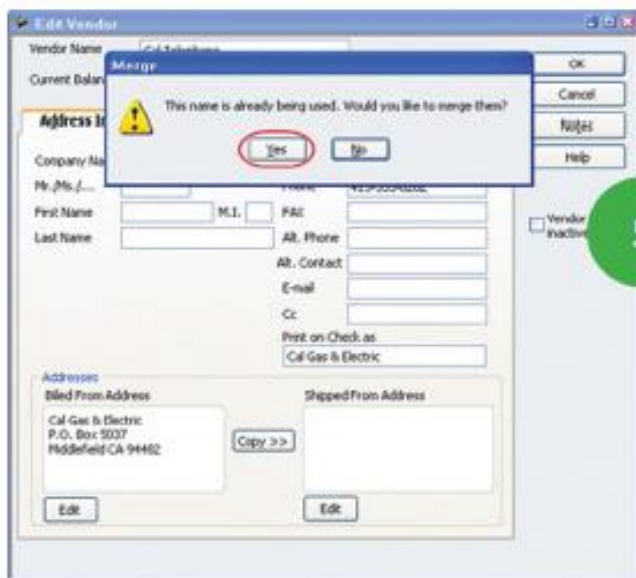 Edit Vendor
Vendor Name Cal Telephone
Current Balan
Merge
This name is already being used. Would you like to merge them?
Yes No
OK
Cancel
Notes
Help
Address
Company Na
Mr./Ms./...
First Name M.I.
Last Name
FAX
Alt. Phone
Alt. Contact
E-mail
Cc
Print on Check as
Cal Gas & Electric
Vendor
inactive
Addresses
Billed From Address
Cal Gas & Electric
P.O. Box 5037
Middlefield CA 94482
Edit
Copy >>
Shipped From Address
Edit